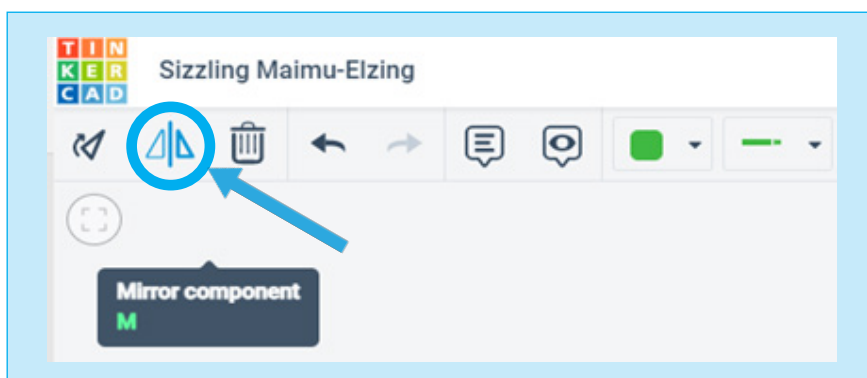 TIN
KER
CAD
Sizzling Maimu-Elzing
Mirror component
M